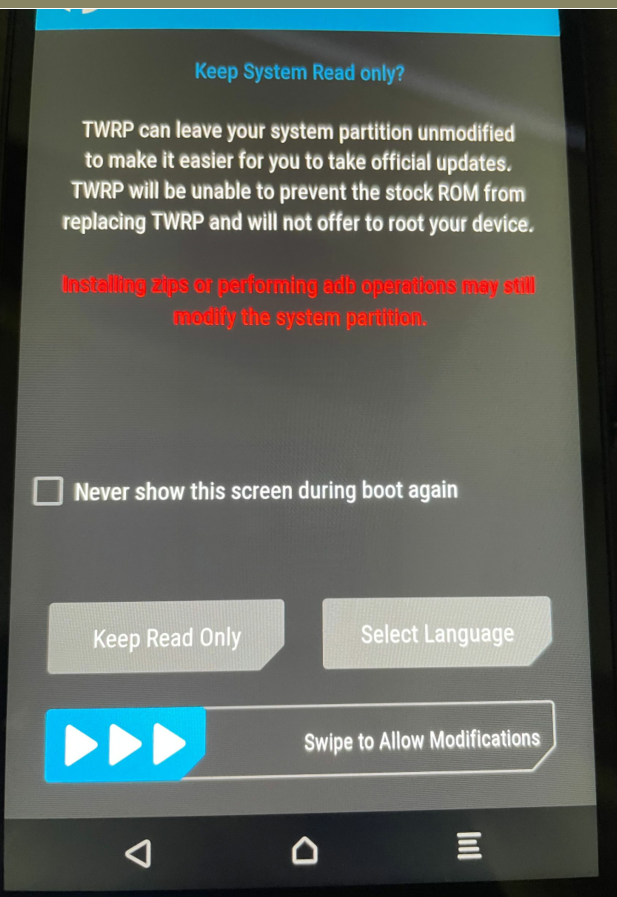 Keep System Read only?
TWRP can leave your system partition unmodified
to make it easier for you to take official updates.
TWRP will be unable to prevent the stock ROM from
replacing TWRP and will not offer to root your device.
Installing zips or performing adb operations may still
modify the system partition.
Never show this screen during boot again
Keep Read Only
Select Language
Swipe to Allow Modifications